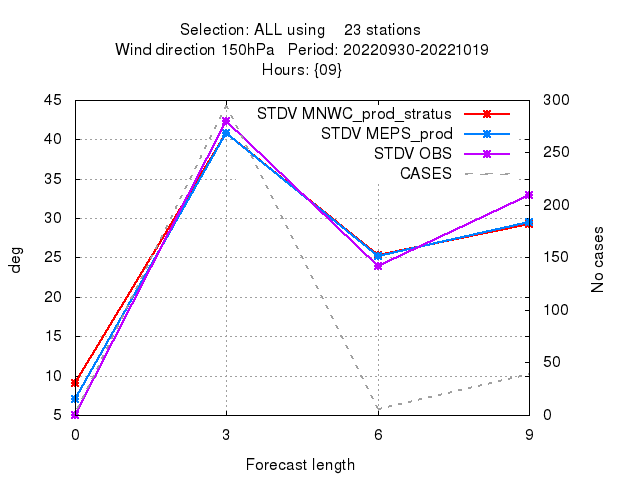 Selection: ALL using 23 stations
Wind direction 150hPa Period: 20220930-20221019
Hours: {09}
STDV MNWC_prod_stratus
STDV MEPS_prod
STDV OBS
CASES
45
40
35
30
25
20
15
10
5
300
250
200
150
100
50
0
deg
No cases
0 3 6 9
Forecast length